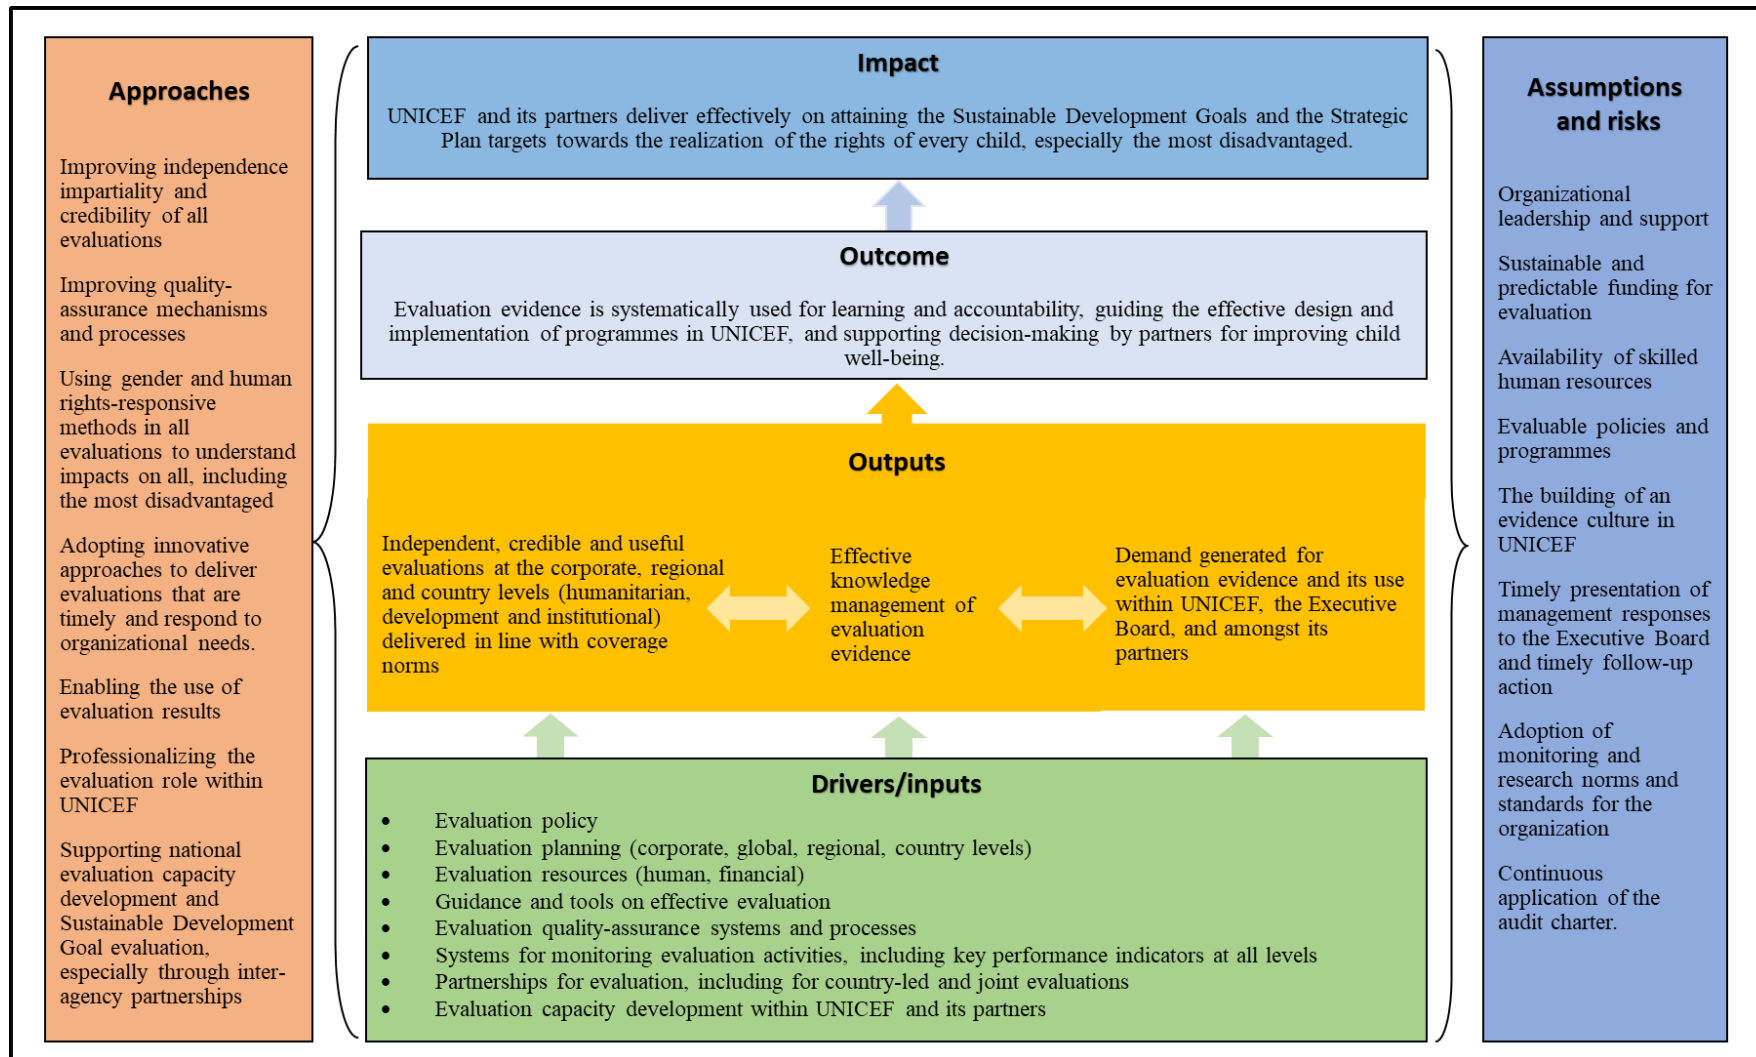 Approaches
Improving independence
impartiality and
credibility of all
evaluations
Improving quality-
assurance mechanisms
and processes
Using gender and human
rights-responsive
methods in all
evaluations to understand
impacts on all, including
the most disadvantaged
Adopting innovative
approaches to deliver
evaluations that are
timely and respond to
organizational needs.
Enabling the use of
evaluation results
Professionalizing the
evaluation role within
UNICEF
Supporting national
evaluation capacity
development and
Sustainable Development
Goal evaluation,
especially through inter-
agency partnerships
Impact
UNICEF and its partners deliver effectively on attaining the Sustainable Development Goals and the Strategic
Plan targets towards the realization of the rights of every child, especially the most disadvantaged.
Outcome
Evaluation evidence is systematically used for learning and accountability, guiding the effective design and
implementation of programmes in UNICEF, and supporting decision-making by partners for improving child
well-being.
Outputs
Independent, credible and useful
evaluations at the corporate, regional
and country levels (humanitarian,
development and institutional)
delivered in line with coverage
norms
Effective
knowledge
management of
evaluation
evidence
Demand generated for
evaluation evidence and its use
within UNICEF, the Executive
Board, and amongst its
partners
Drivers/inputs
• Evaluation policy
• Evaluation planning (corporate, global, regional, country levels)
• Evaluation resources (human, financial)
• Guidance and tools on effective evaluation
• Evaluation quality-assurance systems and processes
• Systems for monitoring evaluation activities, including key performance indicators at all levels
• Partnerships for evaluation, including for country-led and joint evaluations
• Evaluation capacity development within UNICEF and its partners
Assumptions
and risks
Organizational
leadership and support
Sustainable and
predictable funding for
evaluation
Availability of skilled
human resources
Evaluable policies and
programmes
The building of an
evidence culture in
UNICEF
Timely presentation of
management responses
to the Executive Board
and timely follow-up
action
Adoption of
monitoring and
research norms and
standards for the
organization
Continuous
application of the
audit charter.